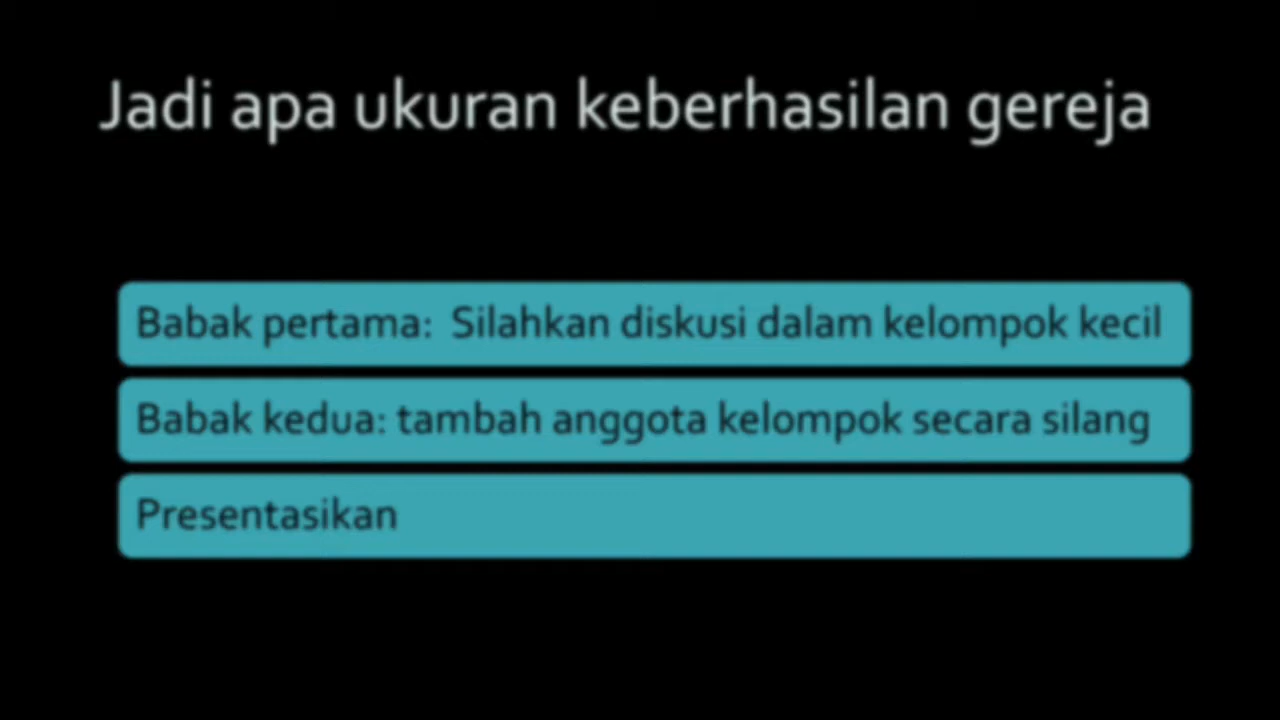 Jadi apa ukuran keberhasilan gereja
Babak pertama:  Silahkan diskusi dalam kelompok kecil
Babak kedua: tambah anggota kelompok secara silang
Presentasikan